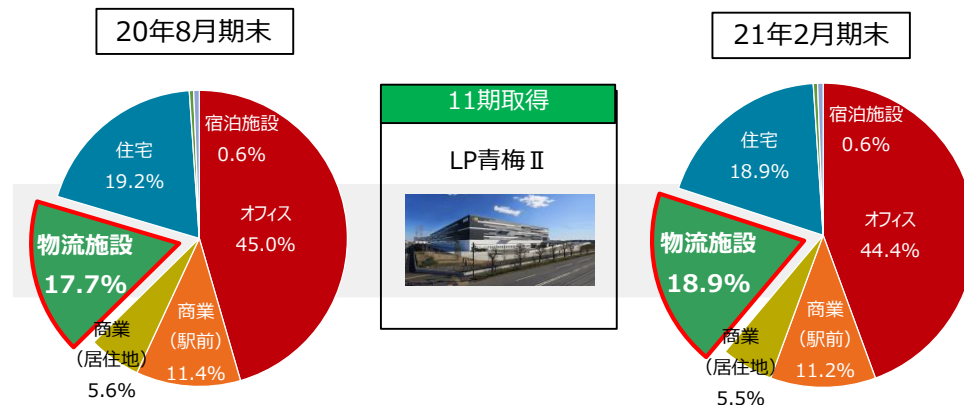 20年8月期末
宿泊施設
0.6%
住宅
19.2%
オフィス
45.0%
物流施設
17.7%
商業
(駅前)
11.4%
商業
(居住地)
5.6%
11期取得
LP青梅Ⅱ
21年2月期末
宿泊施設
0.6%
住宅
18.9%
オフィス
44.4%
物流施設
18.9%
商業
(駅前)
11.2%
商業
(居住地)
5.5%